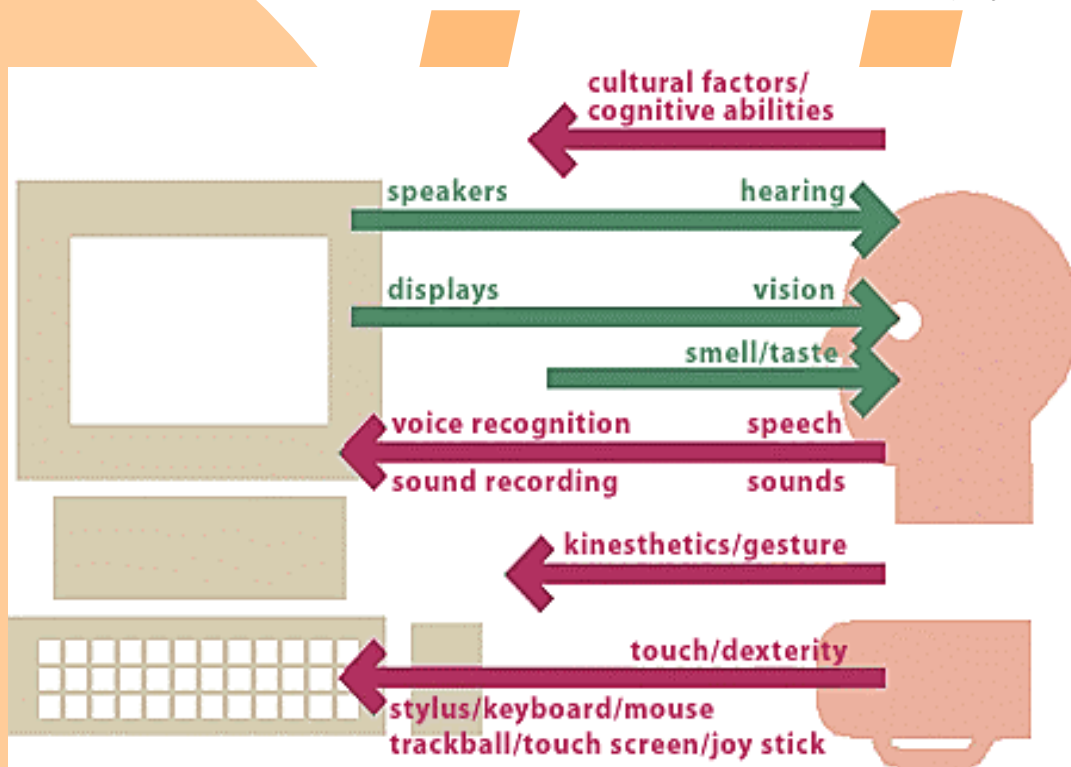 cultural factors/
cognitive abilities
speakers hearing
displays vision
smell/taste
voice recognition speech
sound recording sounds
kinesthetics/gesture
touch/dexterity
stylus/keyboard/mouse
trackball/touch screen/joy stick